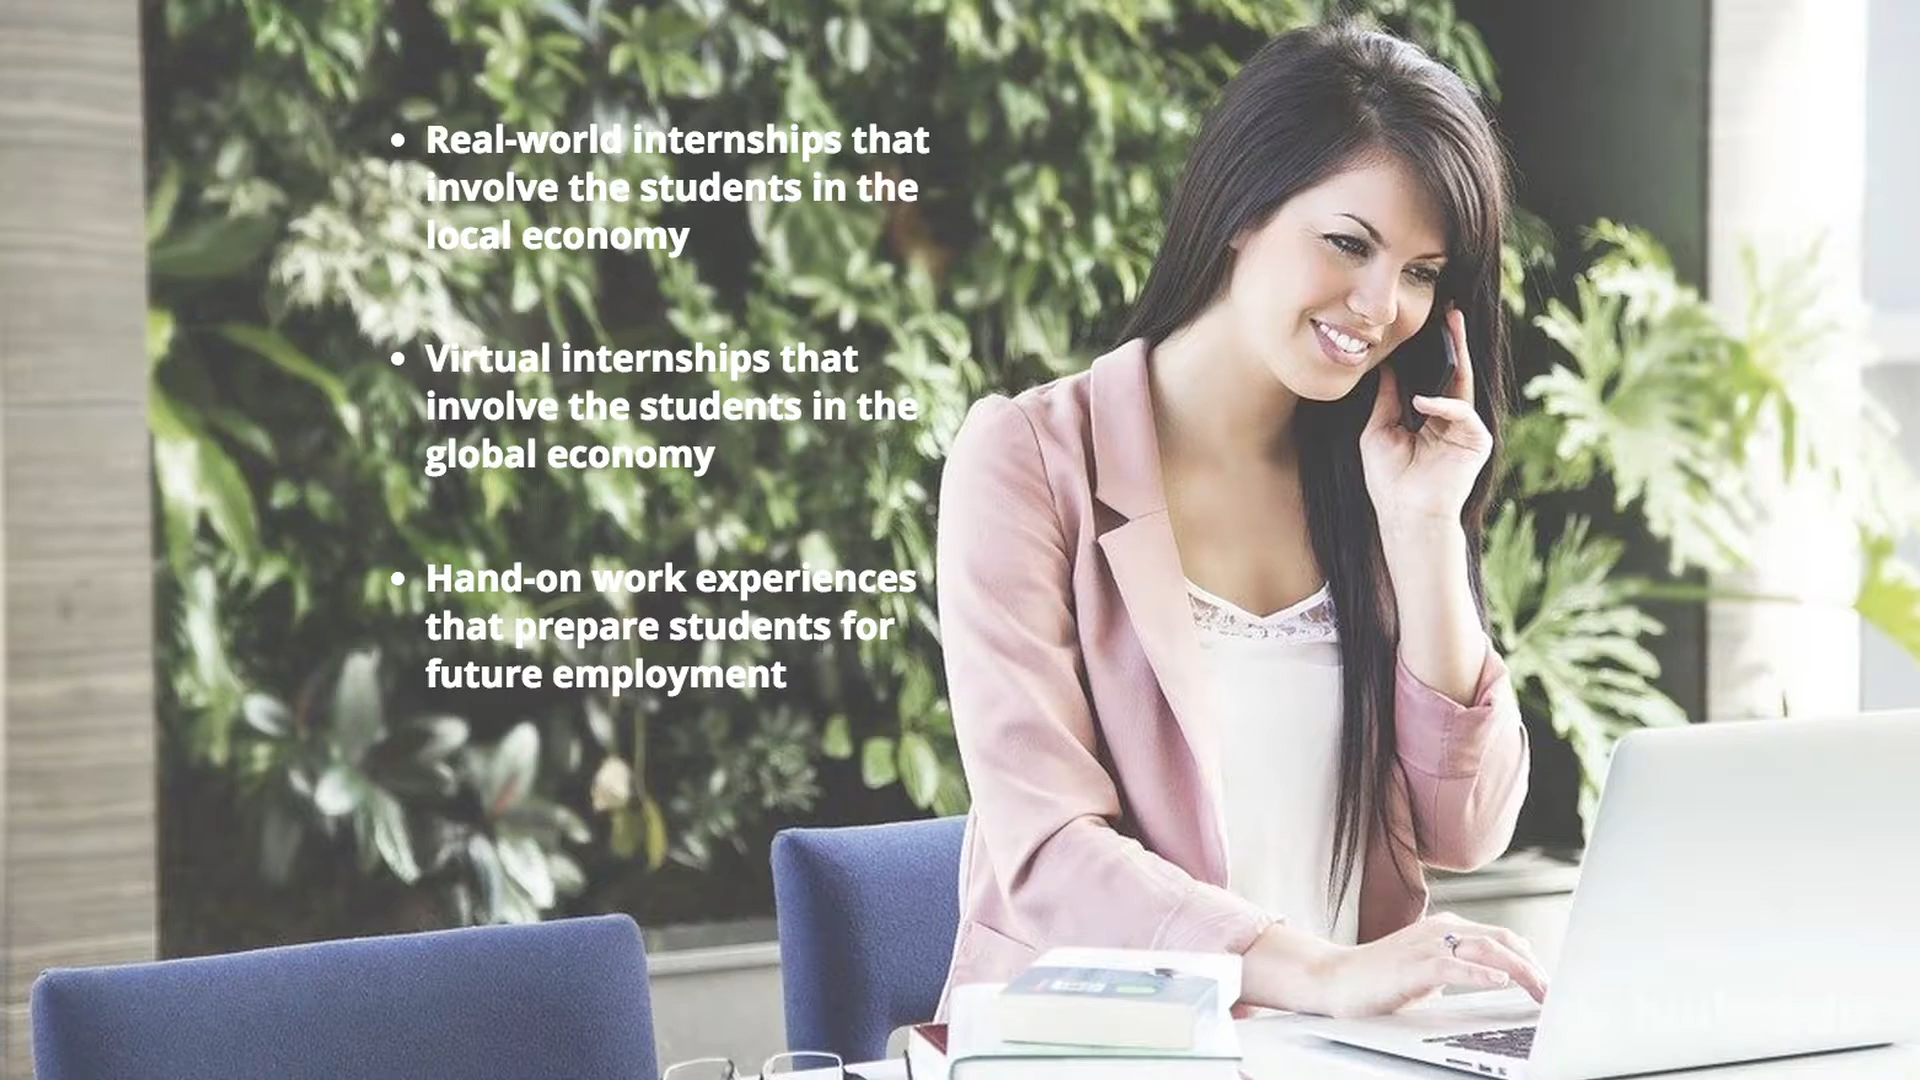 • Real-world internships that
involve the students in the
local economy
• Virtual internships that
involve the students in the
global economy
• Hand-on work experiences
that prepare students for
future employment